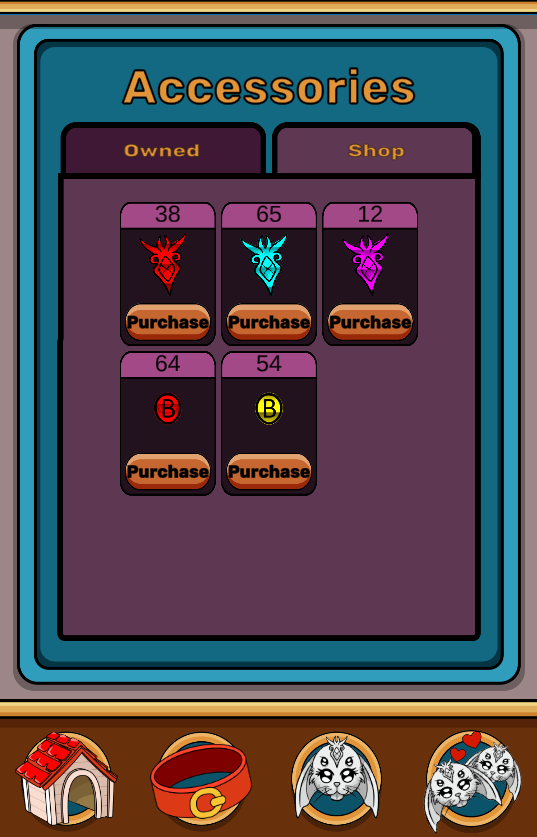 Accessories
Owned Shop
38 65 12
Purchase Purchase Purchase
64 54
B B
Purchase Purchase